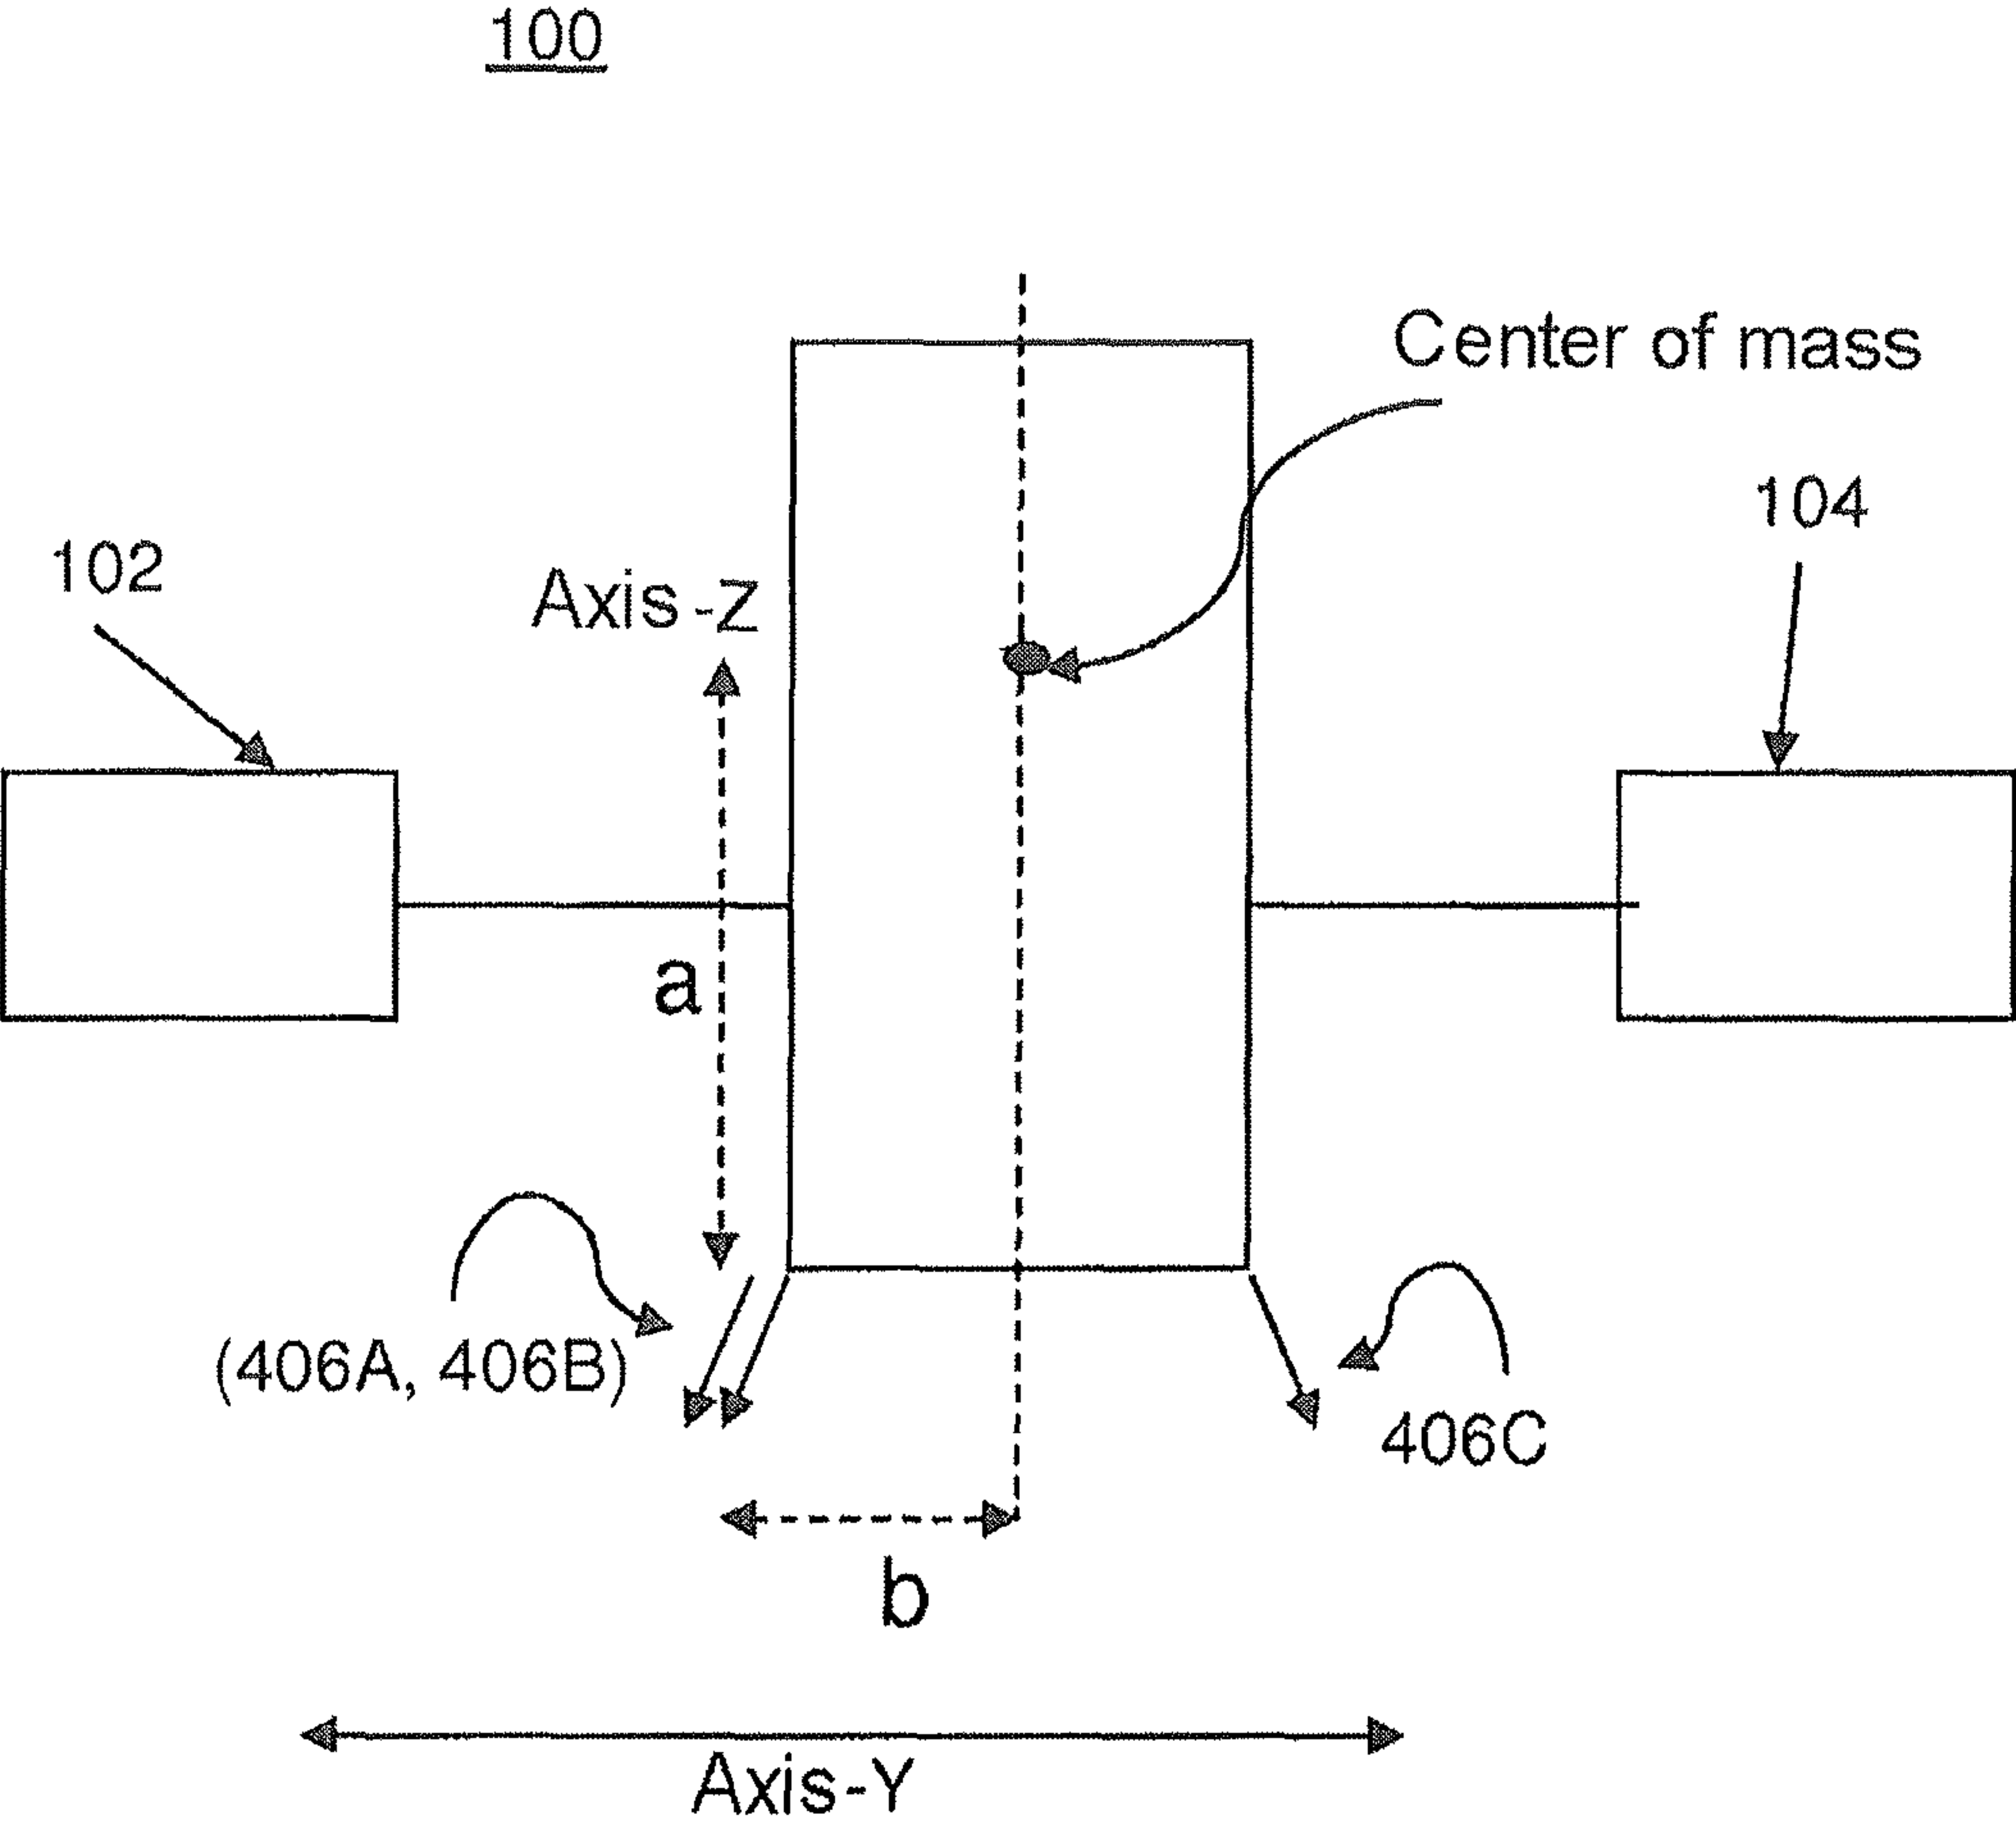 100
Center of mass
104
102
Axis-Z
a
(406A, 406B)
406C
b
Axis-Y